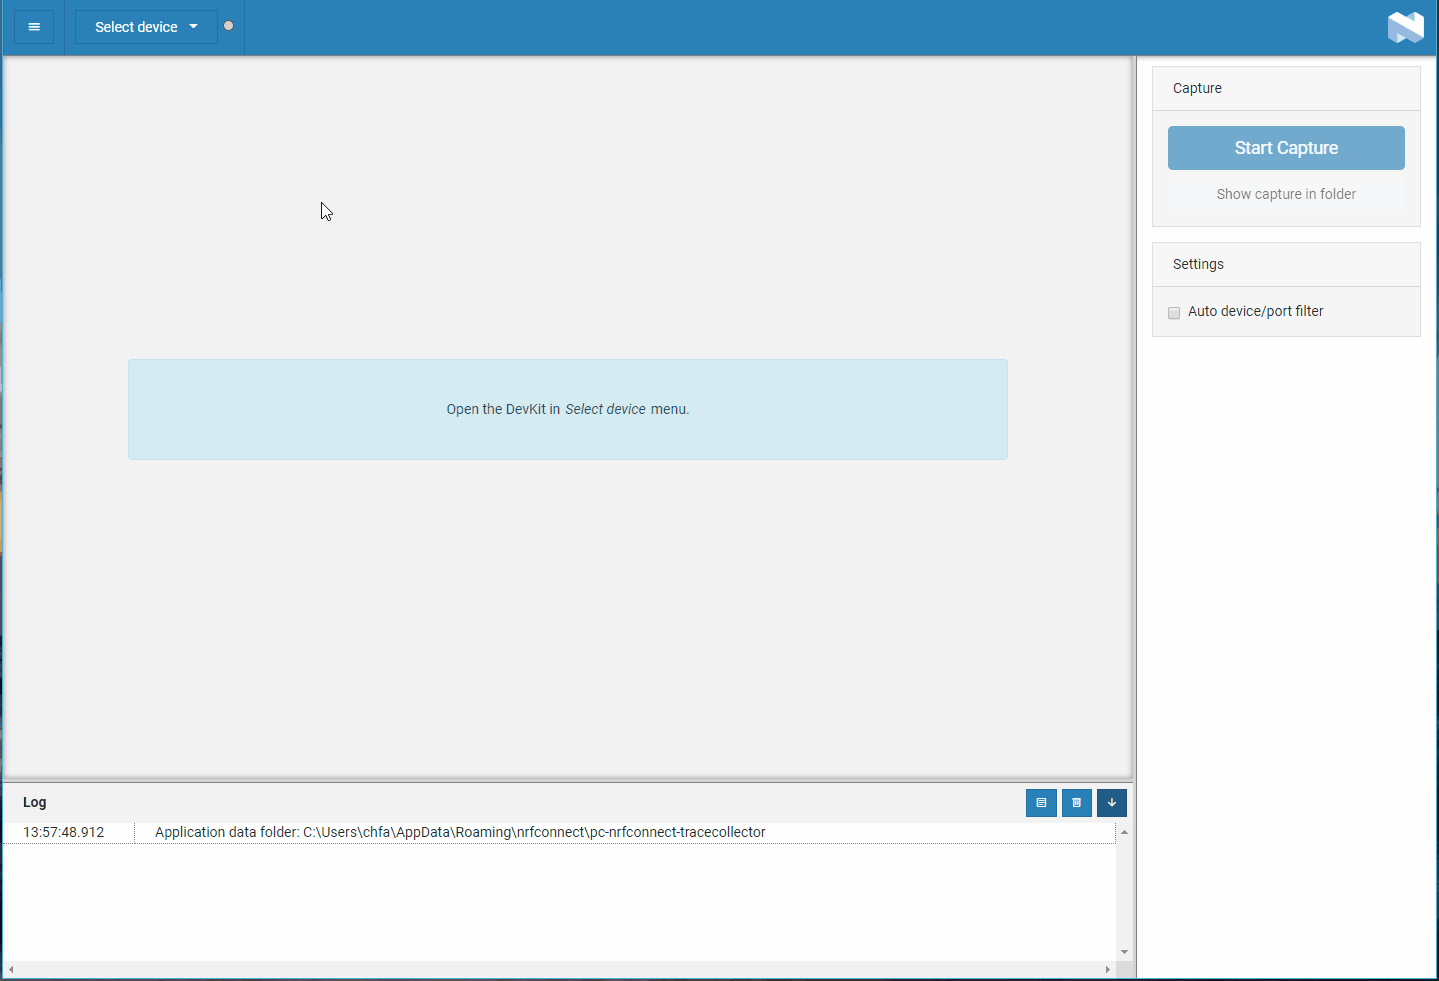 Select device
Capture
Start Capture
Show capture in folder
Settings
Auto device/port filter
Open the DevKit in Select device menu.
Log
13:57:48.912 Application data folder: C:\Users\chfa\AppData\Roaming\nrfconnect\pc-nrfconnect-tracecollector